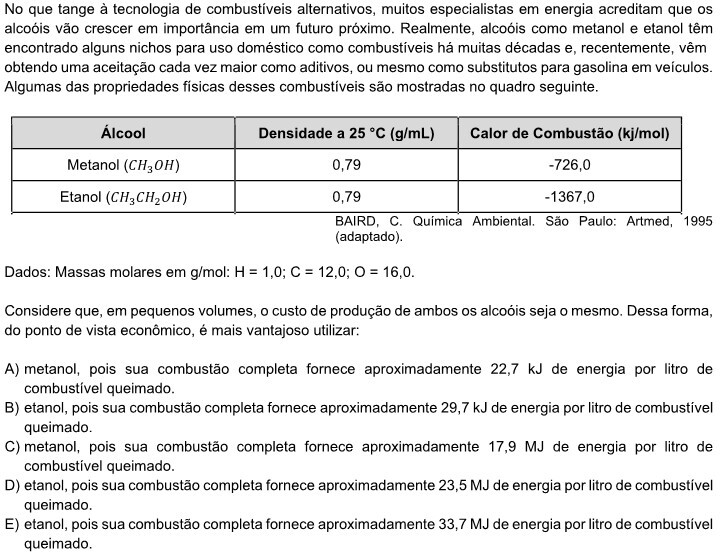 No que tange à tecnologia de combustíveis alternativos, muitos especialistas em energia acreditam que os
alcoóis vão crescer em importância em um futuro próximo. Realmente, alcoóis como metanol e etanol têm
encontrado alguns nichos para uso doméstico como combustíveis há muitas décadas e, recentemente, vêm
obtendo uma aceitação cada vez maior como aditivos, ou mesmo como substitutos para gasolina em veículos.
Algumas das propriedades físicas desses combustíveis são mostradas no quadro seguinte.
Álcool Densidade a 25 °C (g/mL) Calor de Combustão (kj/mol)
Metanol (CH₃OH) 0,79 -726,0
Etanol (CH₃CH₂OH) 0,79 -1367,0
BAIRD, C. Química Ambiental. São Paulo: Artmed, 1995
(adaptado).
Dados: Massas molares em g/mol: H = 1,0; C = 12,0; O = 16,0.
Considere que, em pequenos volumes, o custo de produção de ambos os alcoóis seja o mesmo. Dessa forma,
do ponto de vista econômico, é mais vantajoso utilizar:
A) metanol, pois sua combustão completa fornece aproximadamente 22,7 kJ de energia por litro de
combustível queimado.
B) etanol, pois sua combustão completa fornece aproximadamente 29,7 kJ de energia por litro de combustível
queimado.
C) metanol, pois sua combustão completa fornece aproximadamente 17,9 MJ de energia por litro de
combustível queimado.
D) etanol, pois sua combustão completa fornece aproximadamente 23,5 MJ de energia por litro de combustível
queimado.
E) etanol, pois sua combustão completa fornece aproximadamente 33,7 MJ de energia por litro de combustível
queimado.